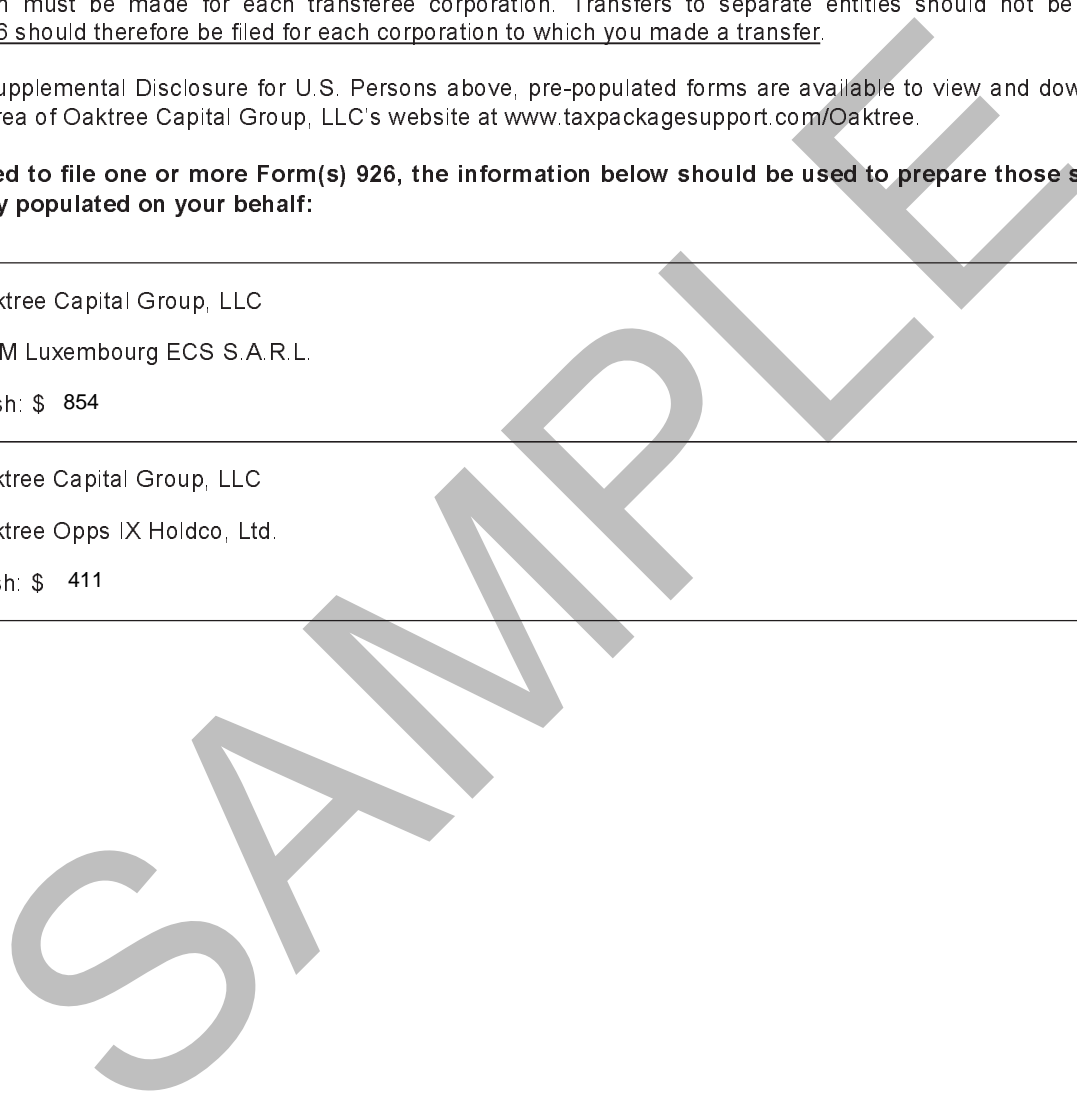 must be made for each transferee corporation. Transfers to separate entities should not be
6 should therefore be filed for each corporation to which you made a transfer.
upplemental Disclosure for U.S. Persons above, pre-populated forms are available to view and dow
rea of Oaktree Capital Group, LLC's website at www.taxpackagesupport.com/Oaktree.
ed to file one or more Form(s) 926, the information below should be used to prepare those s
y populated on your behalf:
ktree Capital Group, LLC
M Luxembourg ECS S.A.R.L.
sh: $ 854
ktree Capital Group, LLC
ktree Opps IX Holdco, Ltd.
sh: $ 411
SAMPLE